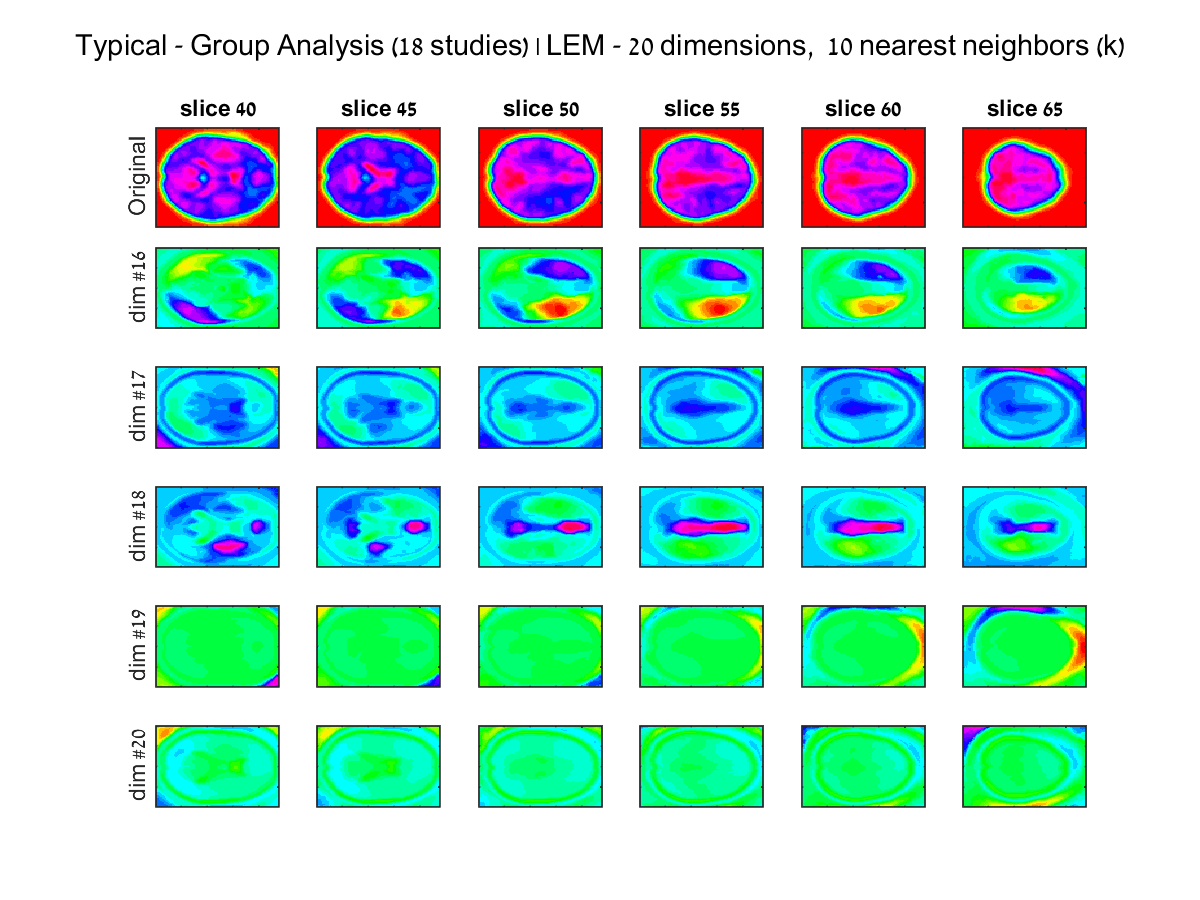 Typical - Group Analysis (18 studies) | LEM - 20 dimensions, 10 nearest neighbors (k)
slice 40 slice 45 slice 50 slice 55 slice 60 slice 65
Original
dim #16
dim #17
dim #18
dim #19
dim #20